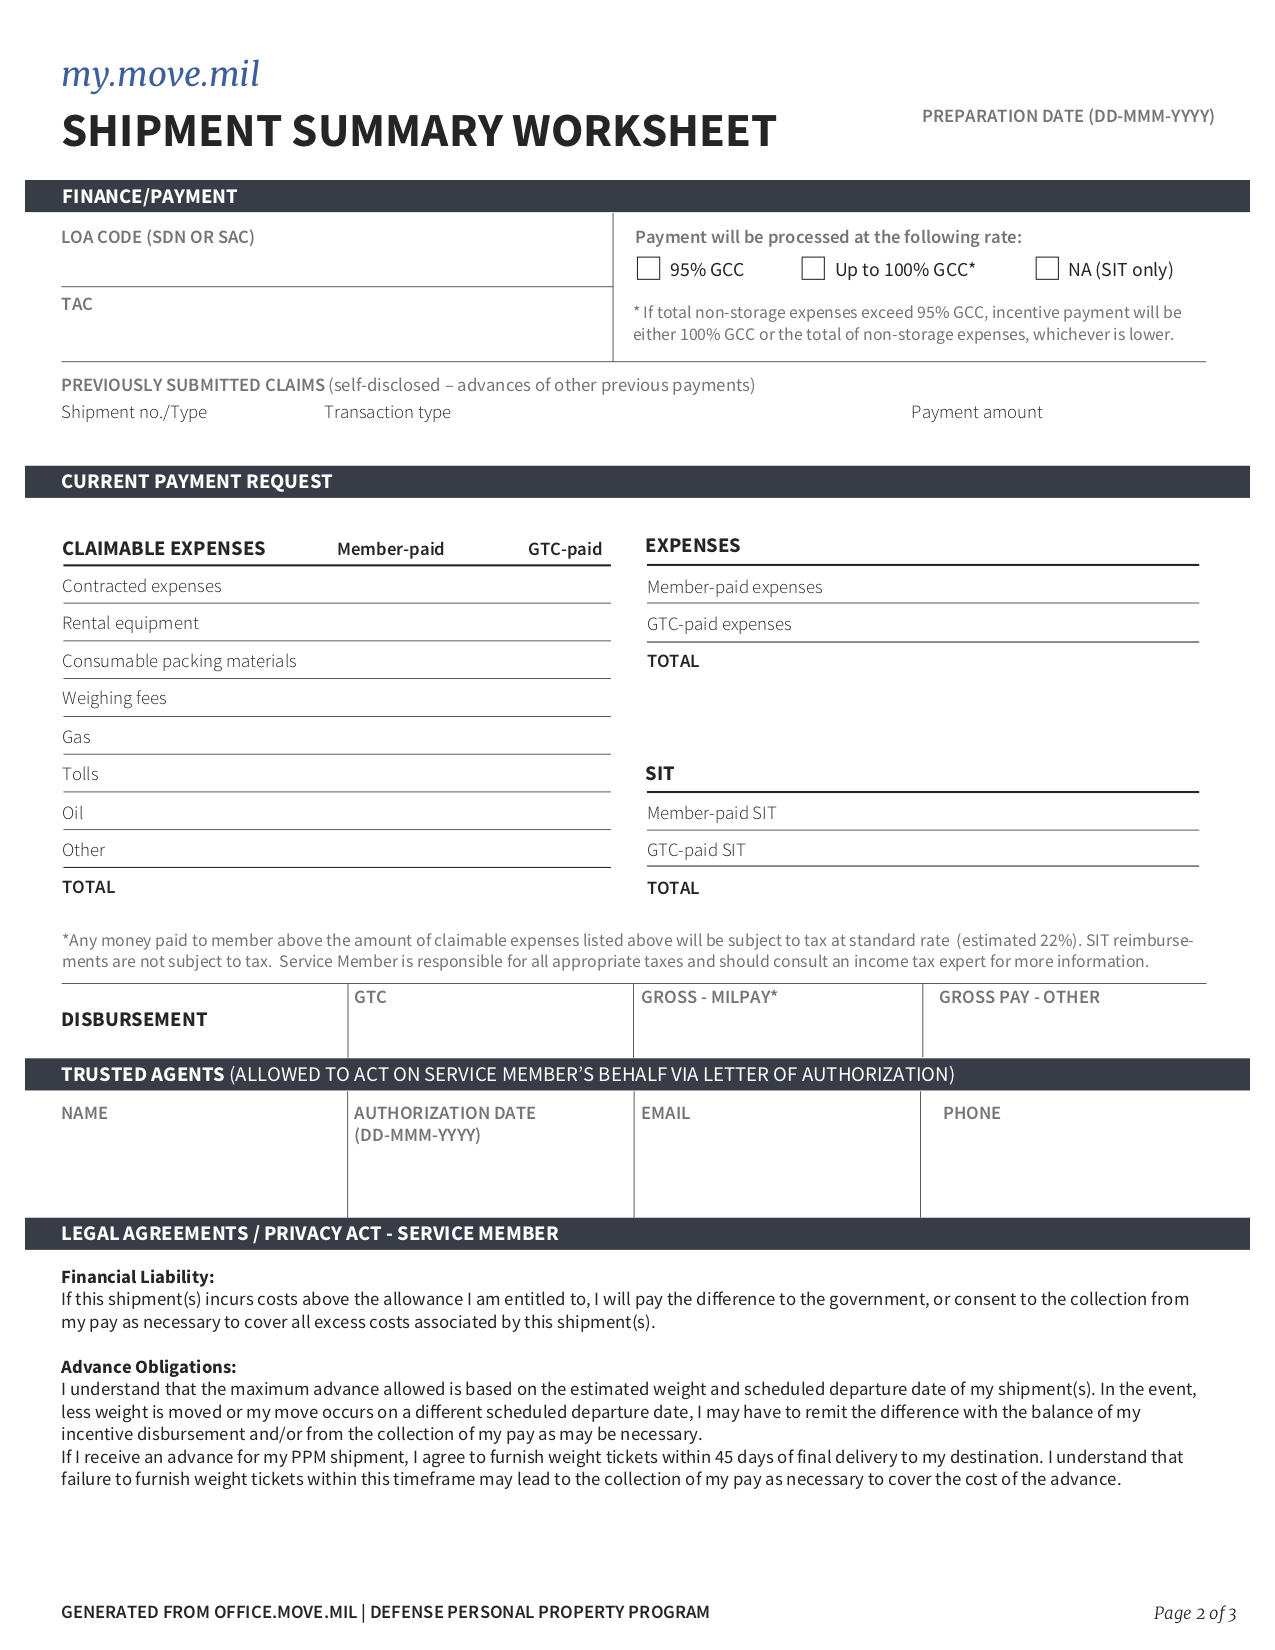 my.move.mil
SHIPMENT SUMMARY WORKSHEET
PREPARATION DATE (DD-MMM-YYYY)
FINANCE/PAYMENT
LOA CODE (SDN OR SAC)
TAC
Payment will be processed at the following rate:
95% GCC
Up to 100% GCC*
NA (SIT only)
* If total non-storage expenses exceed 95% GCC, incentive payment will be
either 100% GCC or the total of non-storage expenses, whichever is lower.
PREVIOUSLY SUBMITTED CLAIMS (self-disclosed – advances of other previous payments)
Shipment no./Type
Transaction type
Payment amount
CURRENT PAYMENT REQUEST
CLAIMABLE EXPENSES
Member-paid
GTC-paid
Contracted expenses
Rental equipment
Consumable packing materials
Weighing fees
Gas
Tolls
Oil
Other
TOTAL
EXPENSES
Member-paid expenses
GTC-paid expenses
TOTAL
SIT
Member-paid SIT
GTC-paid SIT
TOTAL
*Any money paid to member above the amount of claimable expenses listed above will be subject to tax at standard rate (estimated 22%). SIT reimburse-
ments are not subject to tax. Service Member is responsible for all appropriate taxes and should consult an income tax expert for more information.
DISBURSEMENT
GTC
GROSS - MILPAY*
GROSS PAY - OTHER
TRUSTED AGENTS (ALLOWED TO ACT ON SERVICE MEMBER’S BEHALF VIA LETTER OF AUTHORIZATION)
NAME
AUTHORIZATION DATE
(DD-MMM-YYYY)
EMAIL
PHONE
LEGAL AGREEMENTS / PRIVACY ACT - SERVICE MEMBER
Financial Liability:
If this shipment(s) incurs costs above the allowance I am entitled to, I will pay the difference to the government, or consent to the collection from
my pay as necessary to cover all excess costs associated by this shipment(s).
Advance Obligations:
I understand that the maximum advance allowed is based on the estimated weight and scheduled departure date of my shipment(s). In the event,
less weight is moved or my move occurs on a different scheduled departure date, I may have to remit the difference with the balance of my
incentive disbursement and/or from the collection of my pay as may be necessary.
If I receive an advance for my PPM shipment, I agree to furnish weight tickets within 45 days of final delivery to my destination. I understand that
failure to furnish weight tickets within this timeframe may lead to the collection of my pay as necessary to cover the cost of the advance.
GENERATED FROM OFFICE.MOVE.MIL | DEFENSE PERSONAL PROPERTY PROGRAM
Page 2 of 3